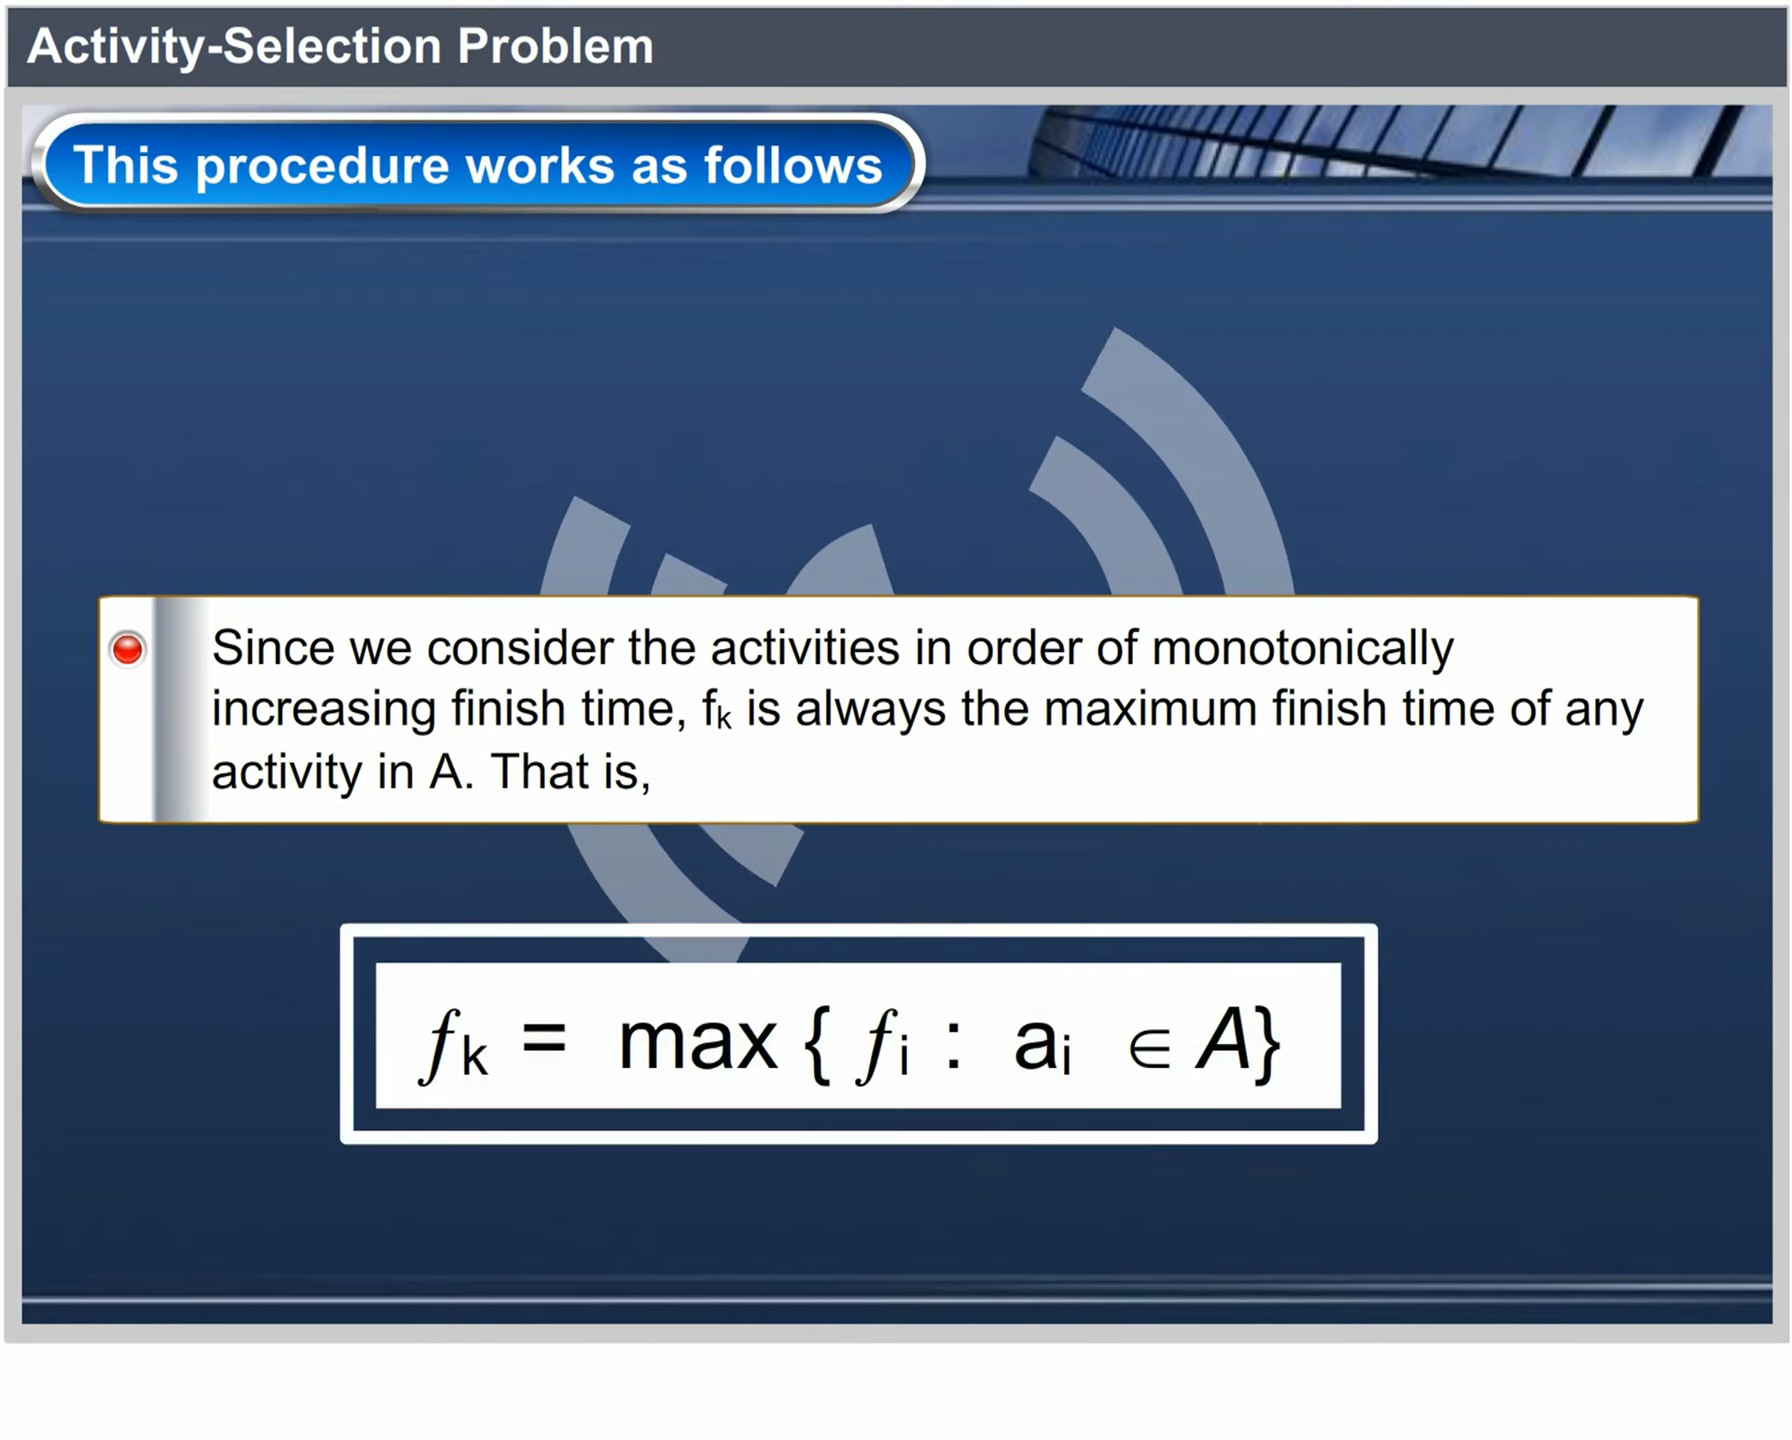 Activity-Selection Problem
This procedure works as follows
Since we consider the activities in order of monotonically
increasing finish time, fₖ is always the maximum finish time of any
activity in A. That is,
fₖ = max { fᵢ : aᵢ ∈ A}